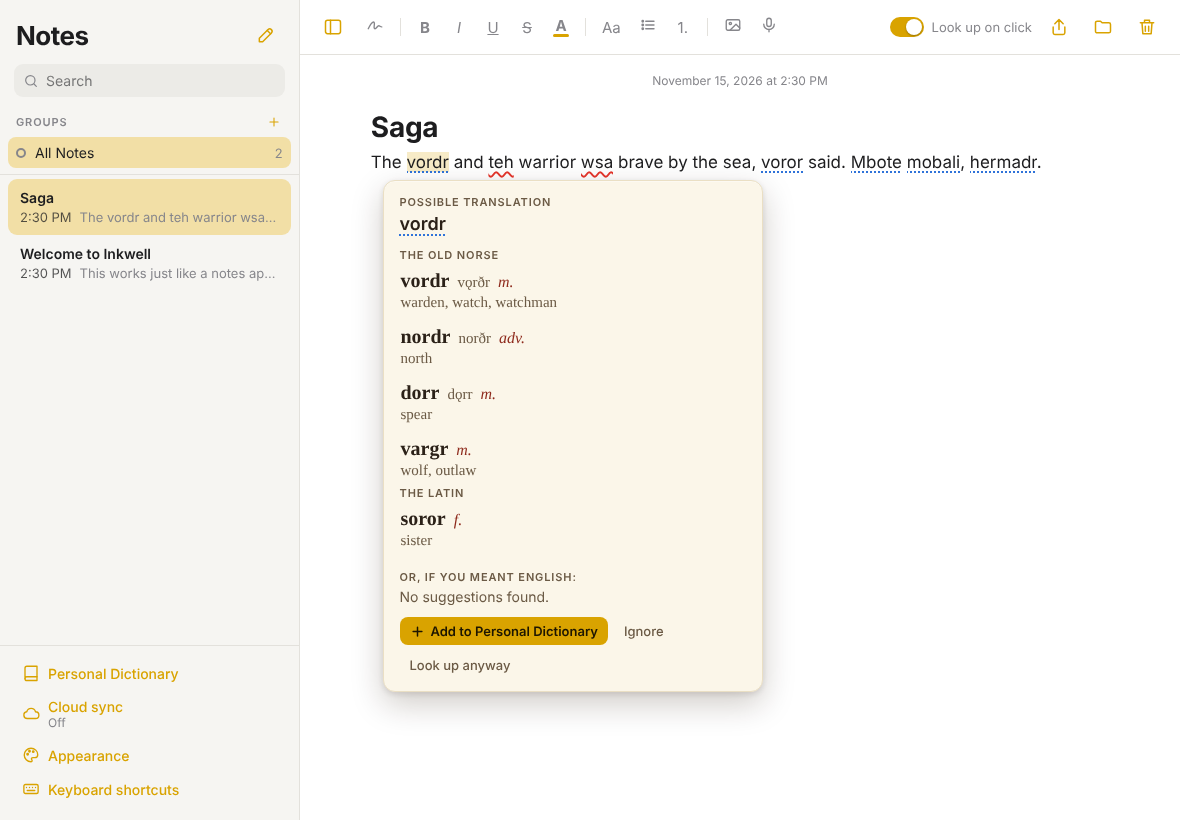 Notes
Search
GROUPS
All Notes 2
Saga
2:30 PM The vordr and teh warrior wsa...
Welcome to Inkwell
2:30 PM This works just like a notes ap...
Personal Dictionary
Cloud sync
Off
Appearance
Keyboard shortcuts
B I U S A Aa 1. Look up on click
November 15, 2026 at 2:30 PM
Saga
The vordr and teh warrior wsa brave by the sea, voror said. Mbote mobali, hermadr.
POSSIBLE TRANSLATION
vordr
THE OLD NORSE
vordr vǫrðr m.
warden, watch, watchman
nordr norðr adv.
north
dorr dǫrr m.
spear
vargr m.
wolf, outlaw
THE LATIN
soror f.
sister
OR, IF YOU MEANT ENGLISH:
No suggestions found.
+ Add to Personal Dictionary Ignore
Look up anyway